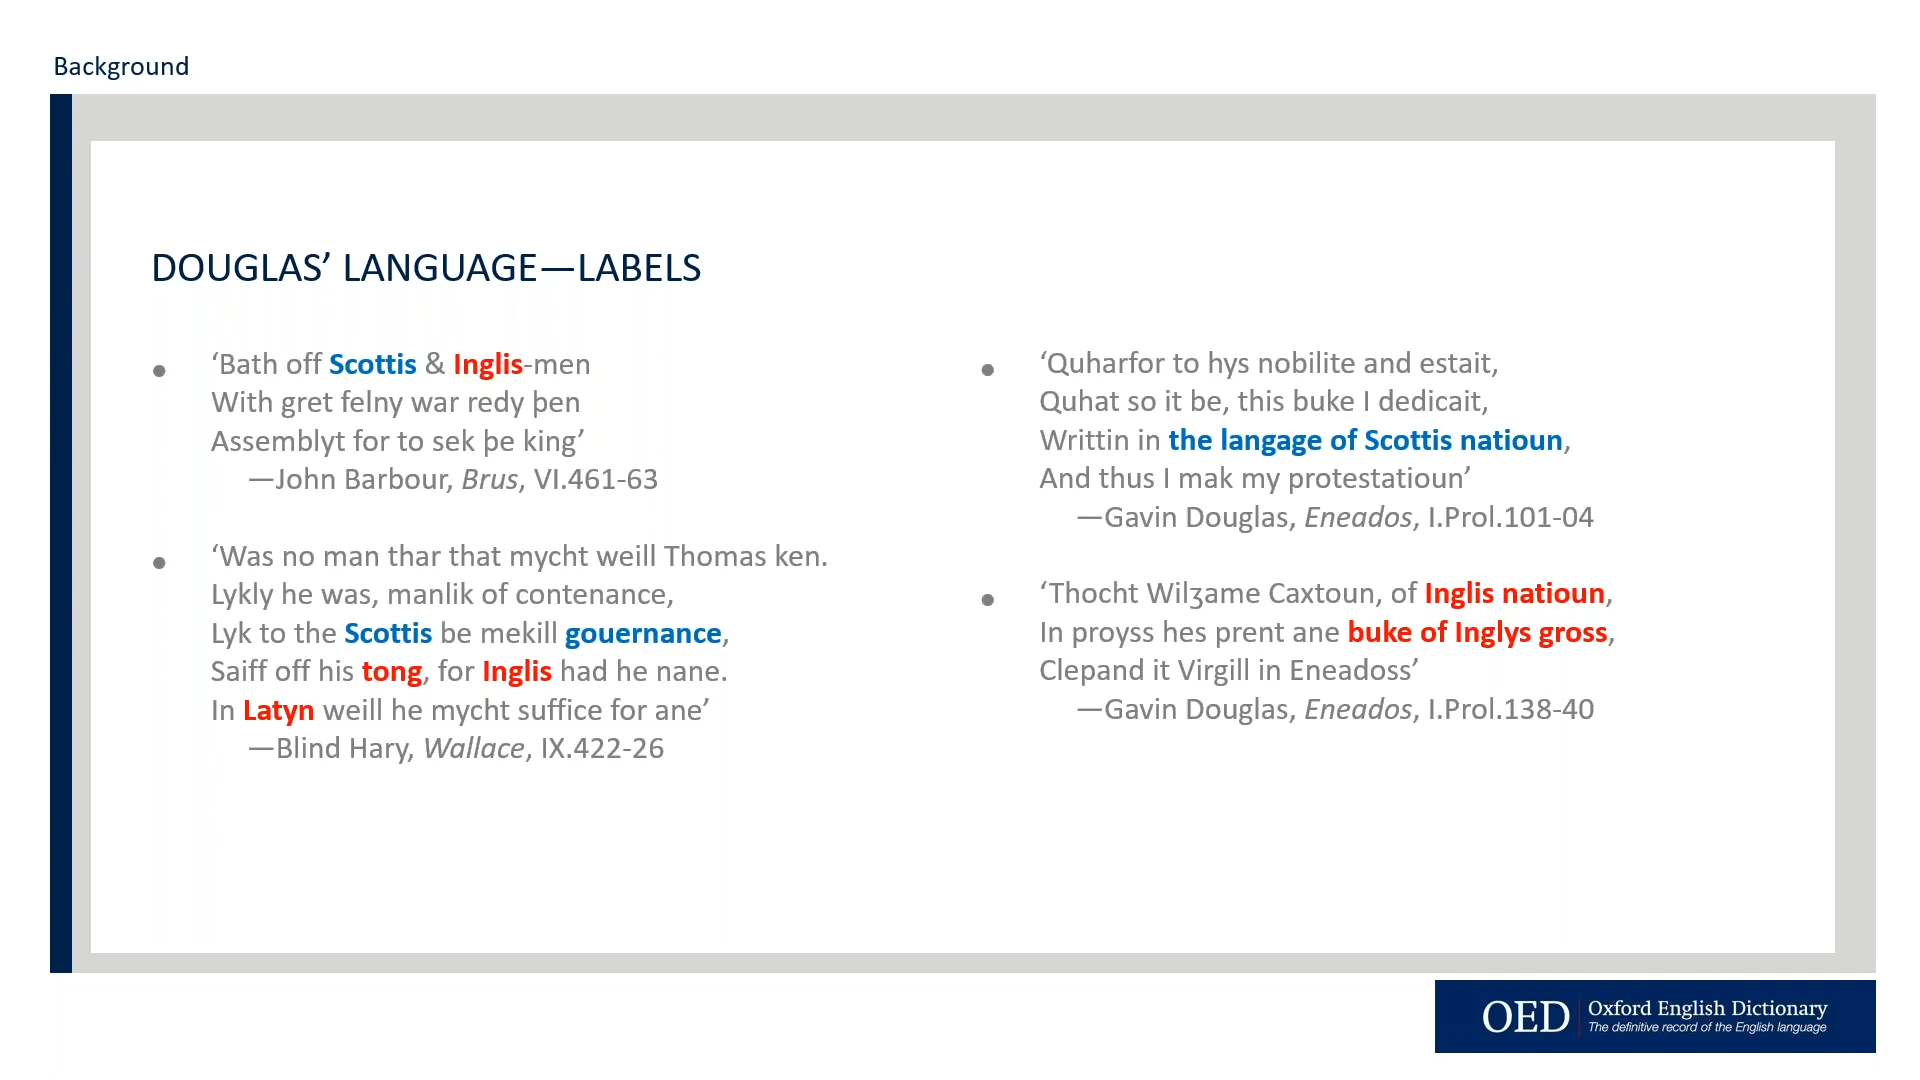 Background
DOUGLAS’ LANGUAGE—LABELS
• ‘Bath off Scottis & Inglis-men
With gret felny war redy þen
Assemblyt for to sek þe king’
—John Barbour, Brus, VI.461-63
• ‘Was no man thar that mycht weill Thomas ken.
Lykly he was, manlik of contenance,
Lyk to the Scottis be mekill gouernance,
Saiff off his tong, for Inglis had he nane.
In Latyn weill he mycht suffice for ane’
—Blind Hary, Wallace, IX.422-26
• ‘Quharfor to hys nobilite and estait,
Quhat so it be, this buke I dedicait,
Writtin in the langage of Scottis natioun,
And thus I mak my protestatioun’
—Gavin Douglas, Eneados, I.Prol.101-04
• ‘Thocht Wilʒame Caxtoun, of Inglis natioun,
In proyss hes prent ane buke of Inglys gross,
Clepand it Virgill in Eneadoss’
—Gavin Douglas, Eneados, I.Prol.138-40
OED Oxford English Dictionary
The definitive record of the English language